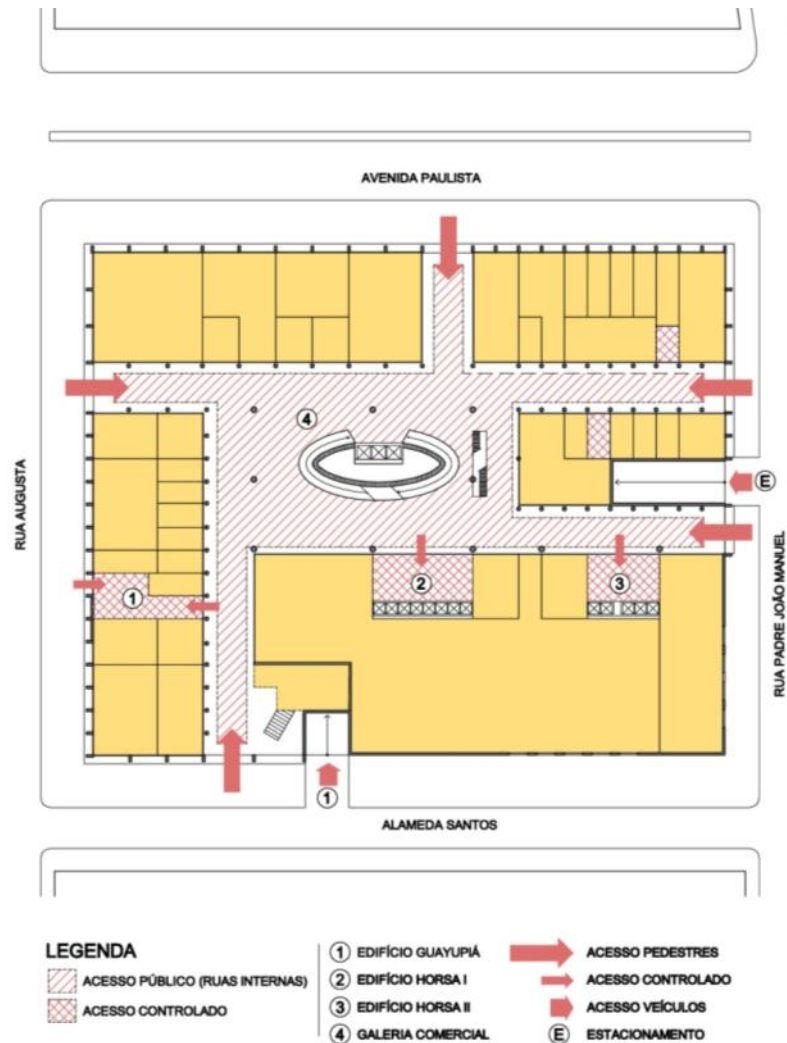 AVENIDA PAULISTA
4
RUA AUGUSTA
E
1
2
3
RUA PADRE JOÃO MANUEL
1
ALAMEDA SANTOS
LEGENDA
ACESSO PÚBLICO (RUAS INTERNAS)
ACESSO CONTROLADO
1 EDIFÍCIO GUAYUPIÁ
2 EDIFÍCIO HORSA I
3 EDIFÍCIO HORSA II
4 GALERIA COMERCIAL
ACESSO PEDESTRES
ACESSO CONTROLADO
ACESSO VEÍCULOS
E ESTACIONAMENTO